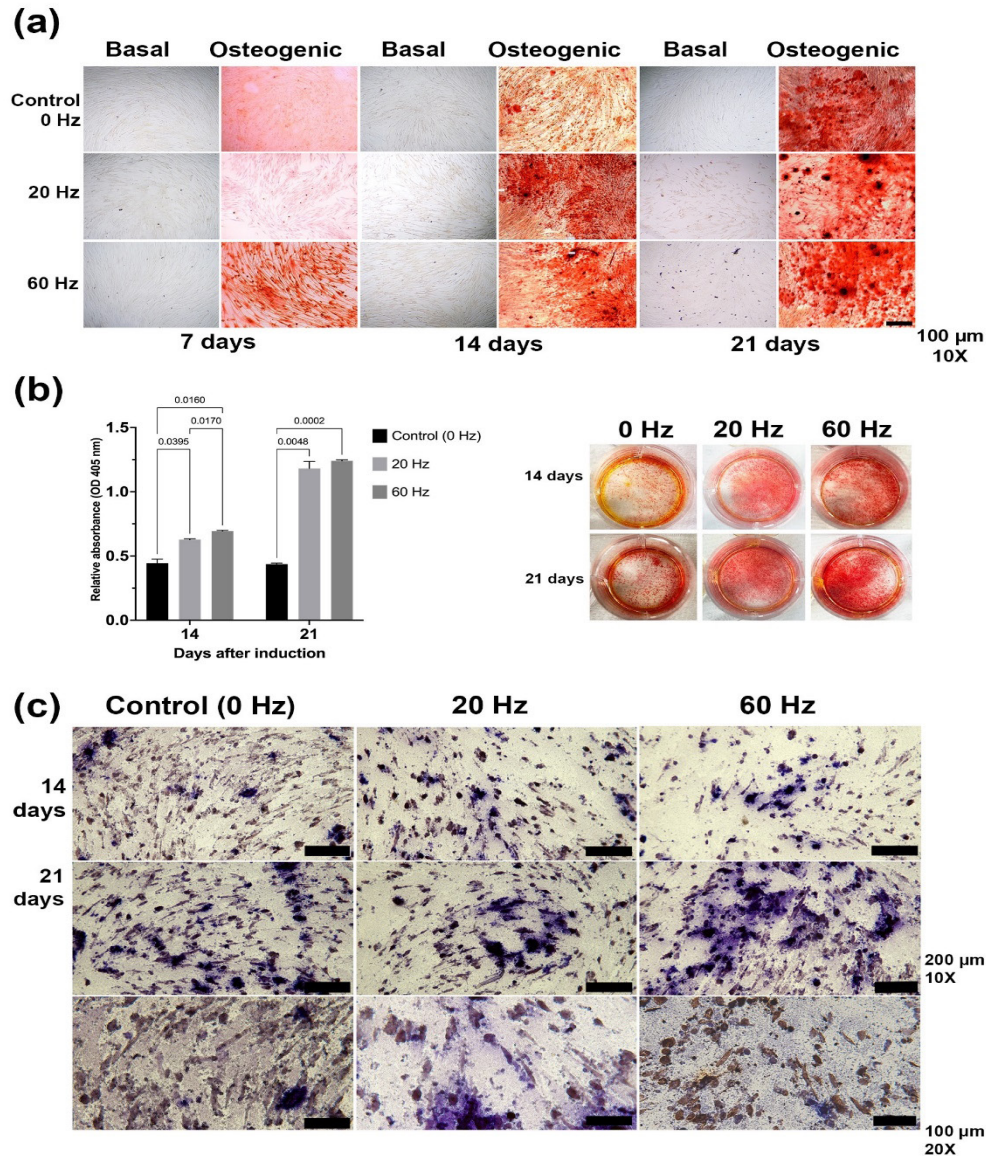 (a)
Basal Osteogenic Basal Osteogenic Basal Osteogenic
Control
0 Hz
20 Hz
60 Hz
7 days 14 days 21 days
100 µm
10X
(b)
0.0160
0.0170
0.0395
0.0002
0.0048
1.5
1.0
0.5
0.0
Relative absorbance (OD 405 nm)
14 21
Days after induction
Control (0 Hz)
20 Hz
60 Hz
0 Hz 20 Hz 60 Hz
14 days
21 days
(c)
Control (0 Hz) 20 Hz 60 Hz
14
days
21
days
200 µm
10X
100 µm
20X